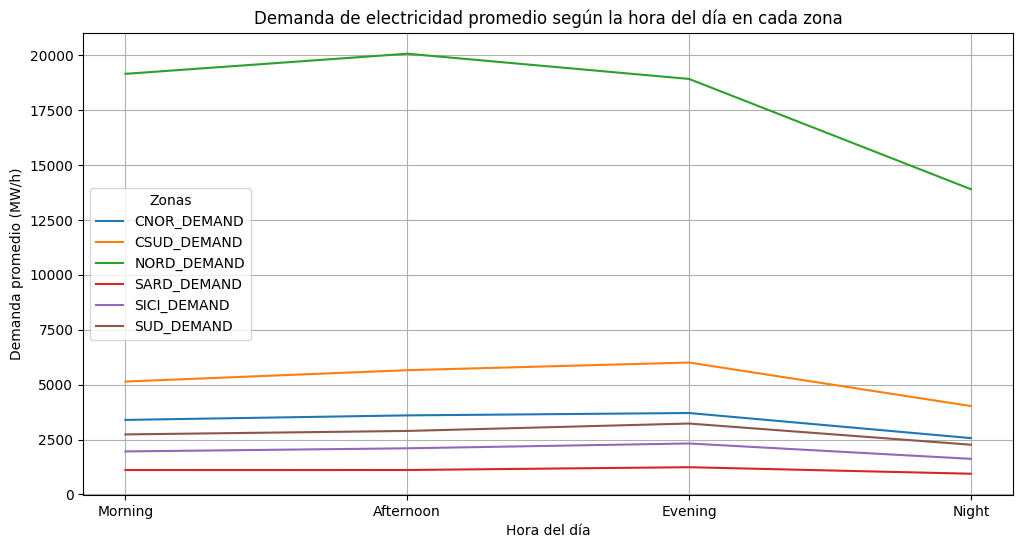 Demanda de electricidad promedio según la hora del día en cada zona
Demanda promedio (MW/h)
20000
17500
15000
12500
10000
7500
5000
2500
0
Zonas
CNOR_DEMAND
CSUD_DEMAND
NORD_DEMAND
SARD_DEMAND
SICI_DEMAND
SUD_DEMAND
Morning Afternoon Evening Night
Hora del día